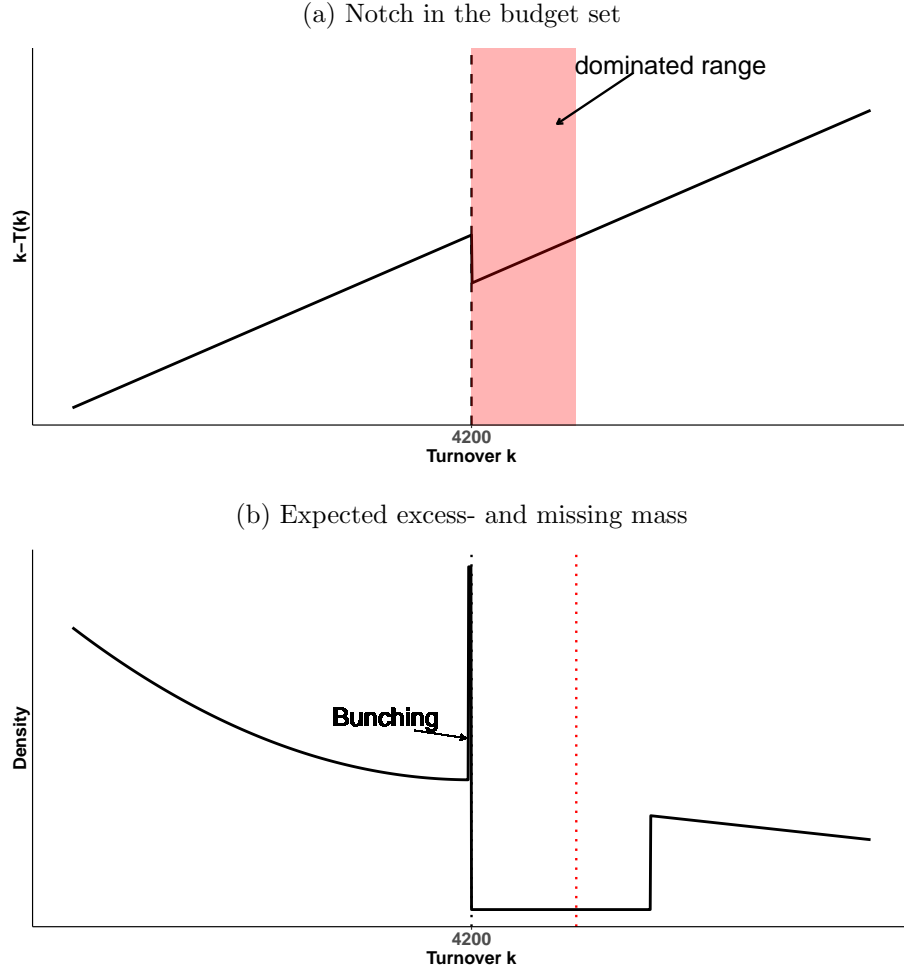 (a) Notch in the budget set
dominated range
k−T(k)
4200
Turnover k
(b) Expected excess- and missing mass
Bunching
Density
4200
Turnover k